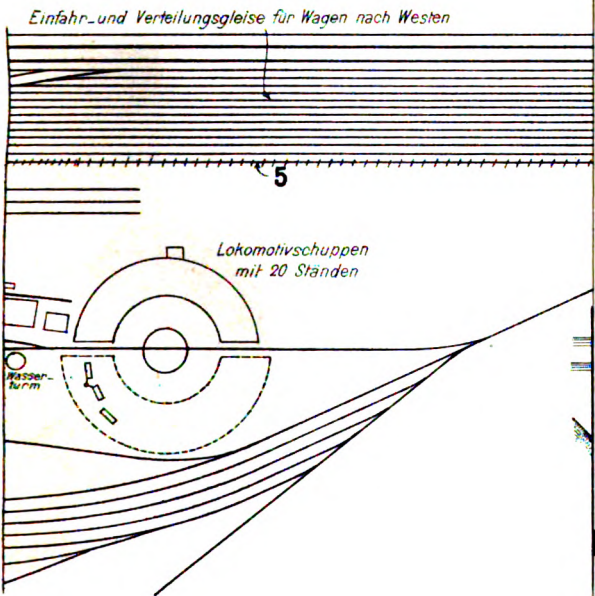 Einfahr- und Verteilungsgleise für Wagen nach Westen
5
Lokomotivschuppen
mit 20 Ständen
Wasser-
turm